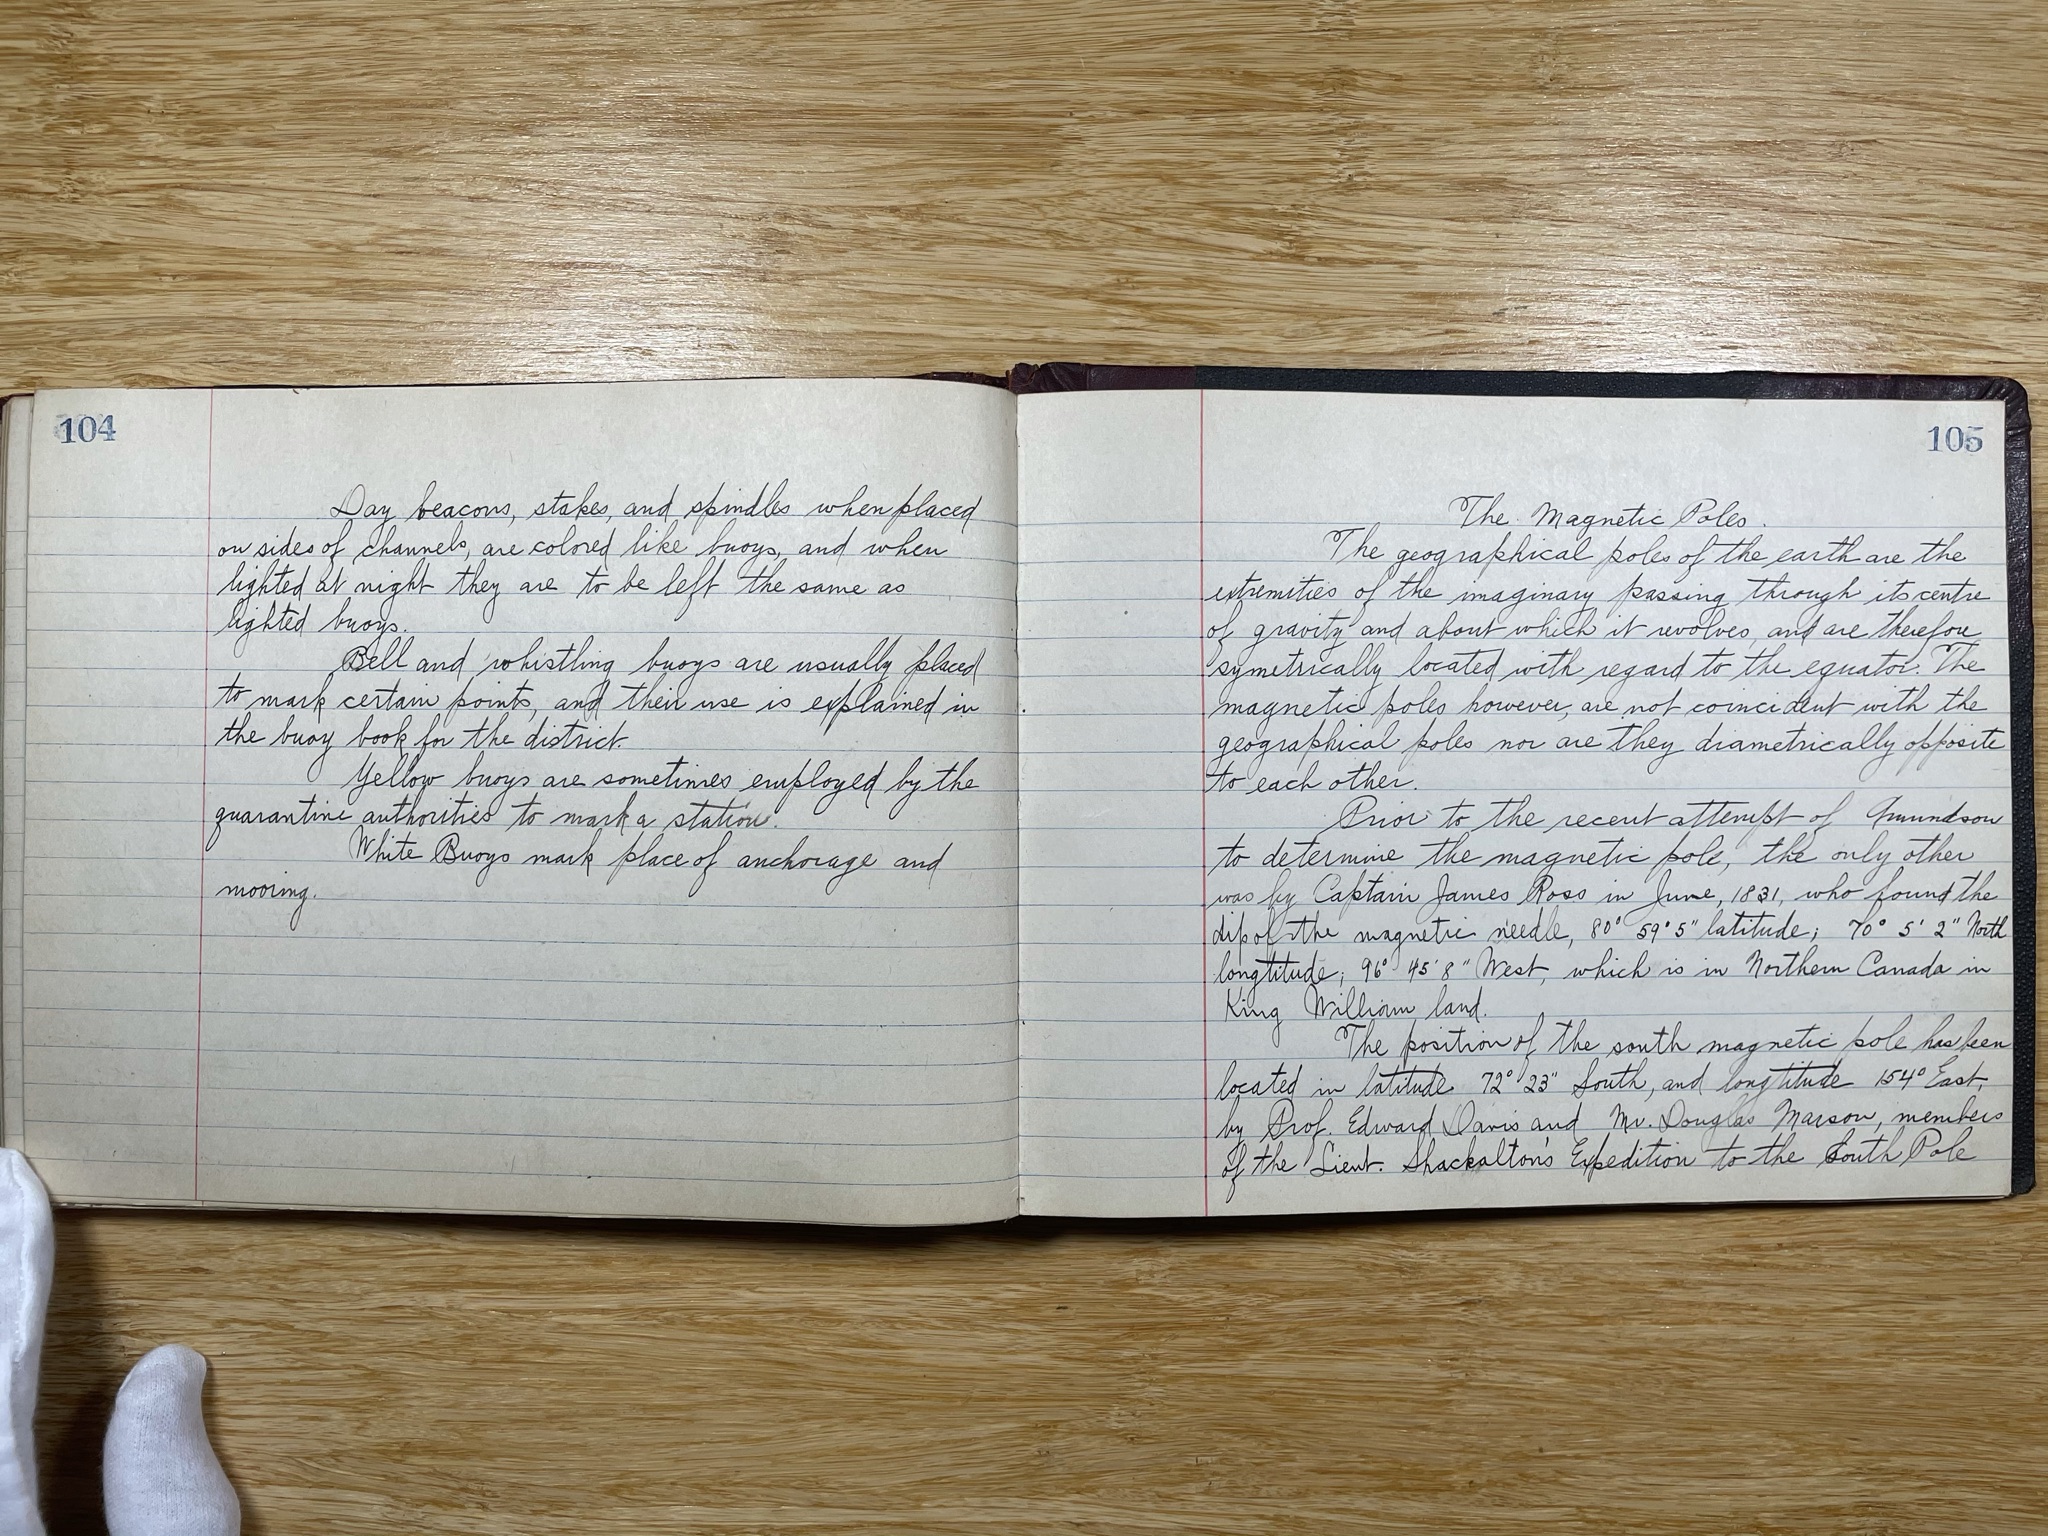 104
Day beacons, stakes, and spindles when placed
on sides of channels, are colored like buoys, and when
lighted at night they are to be left the same as
lighted buoys.
Bell and whistling buoys are usually placed
to mark certain points, and their use is explained in
the buoy book for the district.
Yellow buoys are sometimes employed by the
quarantine authorities to mark a station.
White Buoys mark place of anchorage and
mooring.
105
The Magnetic Poles.
The geographical poles of the earth are the
extremities of the imaginary passing through its centre
of gravity and about which it revolves, and are therefore
symetrically located with regard to the equator. The
magnetic poles however, are not coincident with the
geographical poles nor are they diametrically opposite
to each other.
Prior to the recent attempt of Amundson
to determine the magnetic pole, the only other
was by Captain James Ross in June, 1831, who found the
dip of the magnetic needle, 80° 59° 5" latitude; 70° 5' 2" North
longtitude; 96° 45' 8" West, which is in Northern Canada in
King William land.
The position of the south magnetic pole has been
located in latitude 72° 23" South, and longtitude 154° East,
by Prof. Edward Davis and Mr. Douglas Marson, members
of the Lieut. Shackalton's Expedition to the South Pole